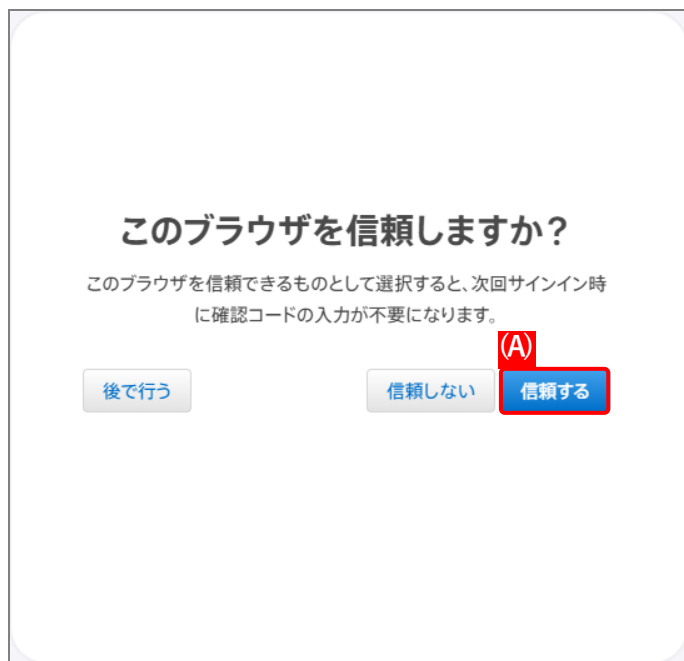 このブラウザを信頼しますか？
このブラウザを信頼できるものとして選択すると、次回サインイン時
に確認コードの入力が不要になります。
(A)
後で行う
信頼しない
信頼する